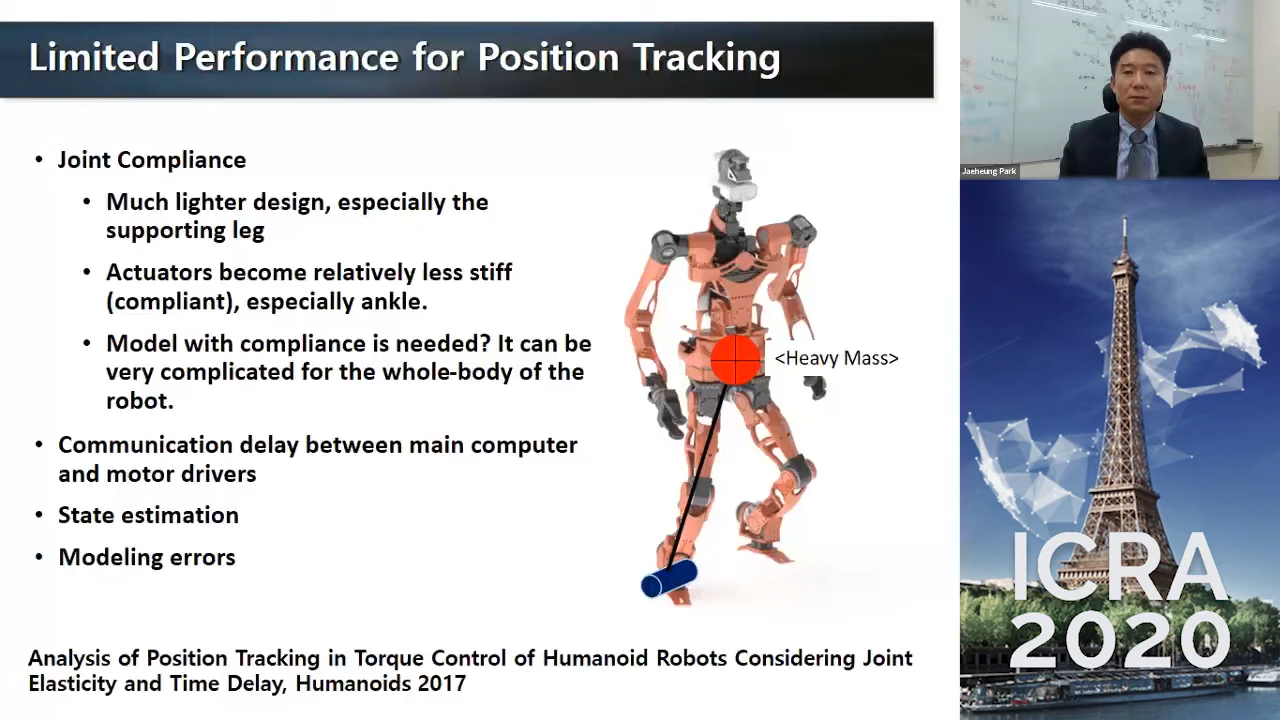 Limited Performance for Position Tracking
• Joint Compliance
• Much lighter design, especially the
supporting leg
• Actuators become relatively less stiff
(compliant), especially ankle.
• Model with compliance is needed? It can be
very complicated for the whole-body of the
robot.
• Communication delay between main computer
and motor drivers
• State estimation
• Modeling errors
<Heavy Mass>
Analysis of Position Tracking in Torque Control of Humanoid Robots Considering Joint
Elasticity and Time Delay, Humanoids 2017
Jaeheung Park
ICRA
2020